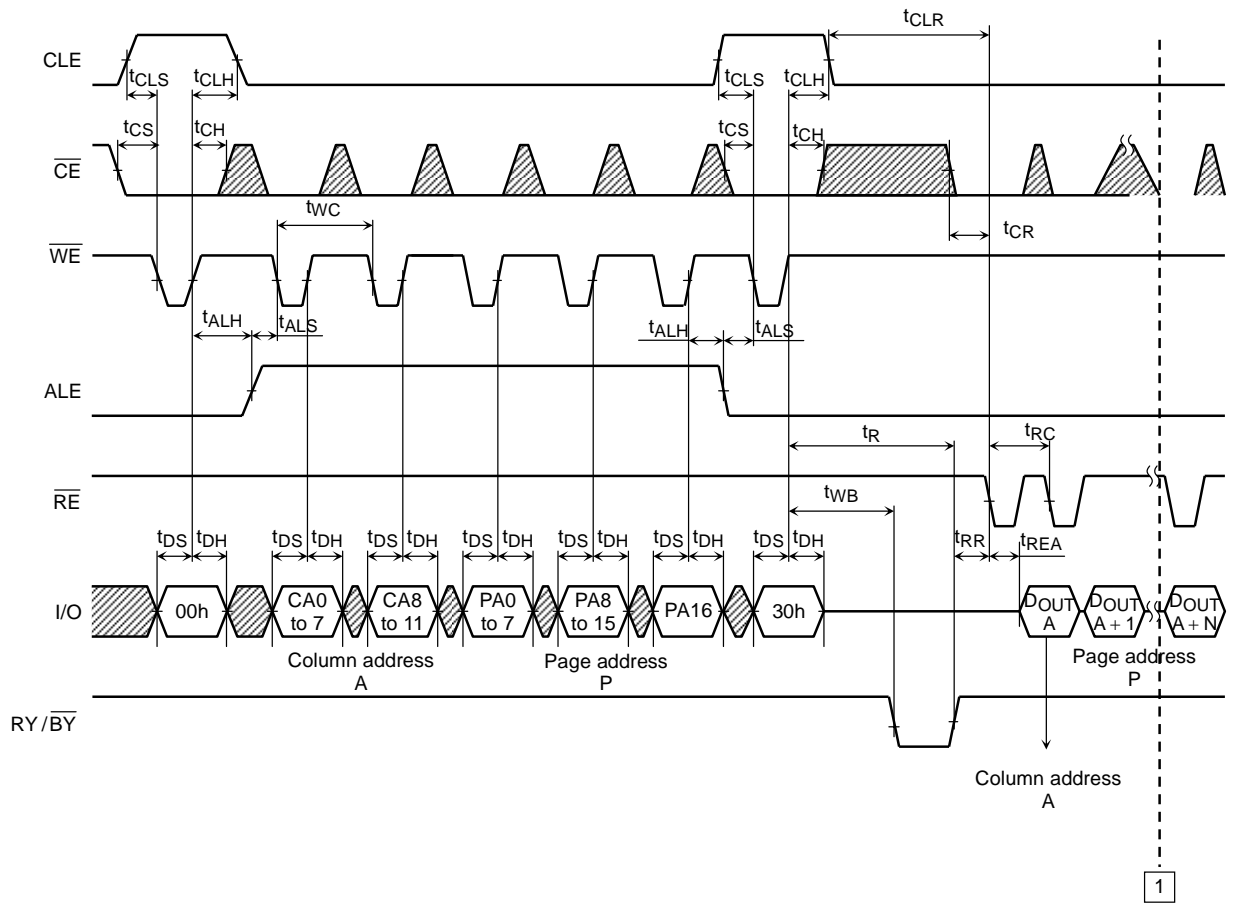 tCLR
CLE
tCLS tCLH tCLS tCLH
tCS tCH tCS tCH
CE
tWC
tCR
WE
tALH tALS tALH tALS
ALE
tR tRC
RE
tWB
tDS tDH tDS tDH tDS tDH tDS tDH tDS tDH tDS tDH tDS tDH tRR tREA
I/O 00h CA0 to 7 CA8 to 11 PA0 to 7 PA8 to 15 PA16 30h DOUT A DOUT A + 1 DOUT A + N
Column address A
Page address P
Page address P
RY/BY
Column address A
1